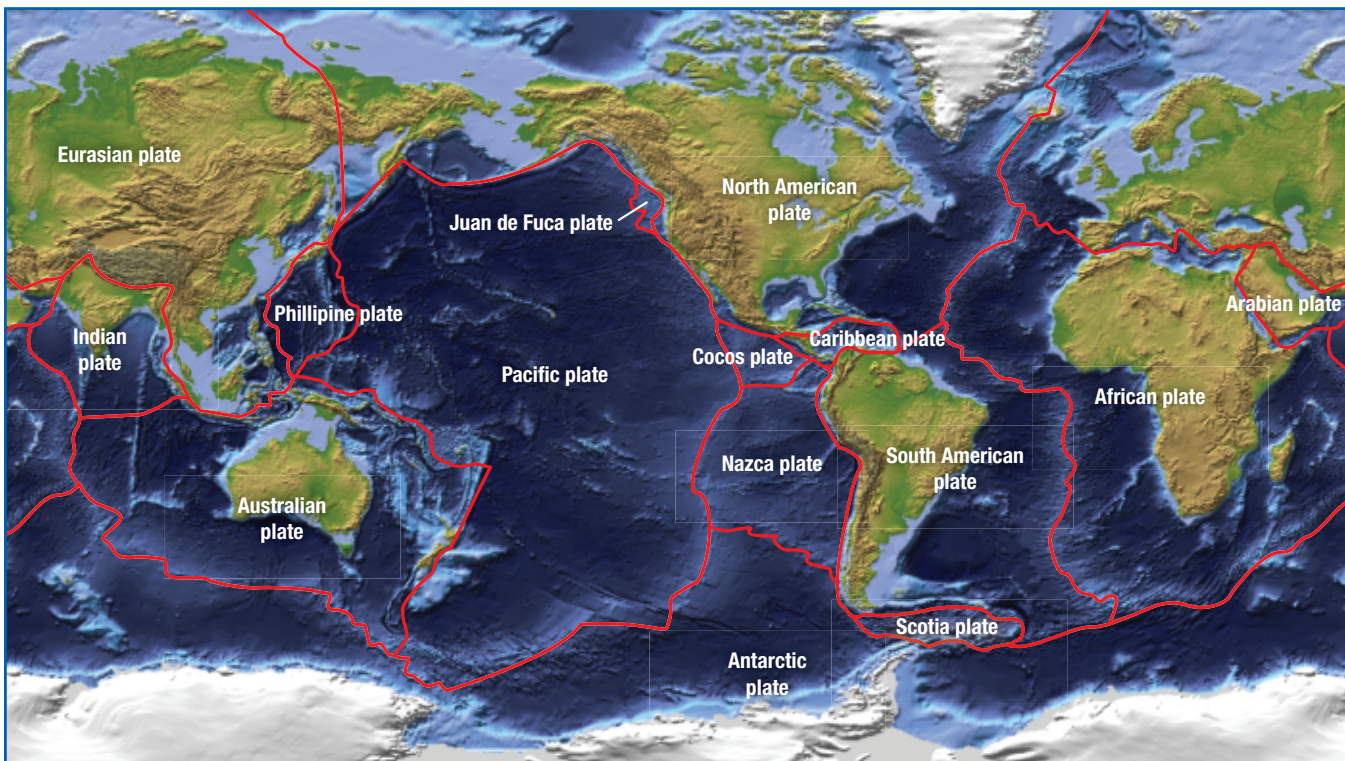 Eurasian plate
North American
plate
Juan de Fuca plate
Phillipine plate
Arabian plate
Indian
plate
Caribbean plate
Cocos plate
Pacific plate
African plate
Nazca plate
South American
plate
Australian
plate
Scotia plate
Antarctic
plate